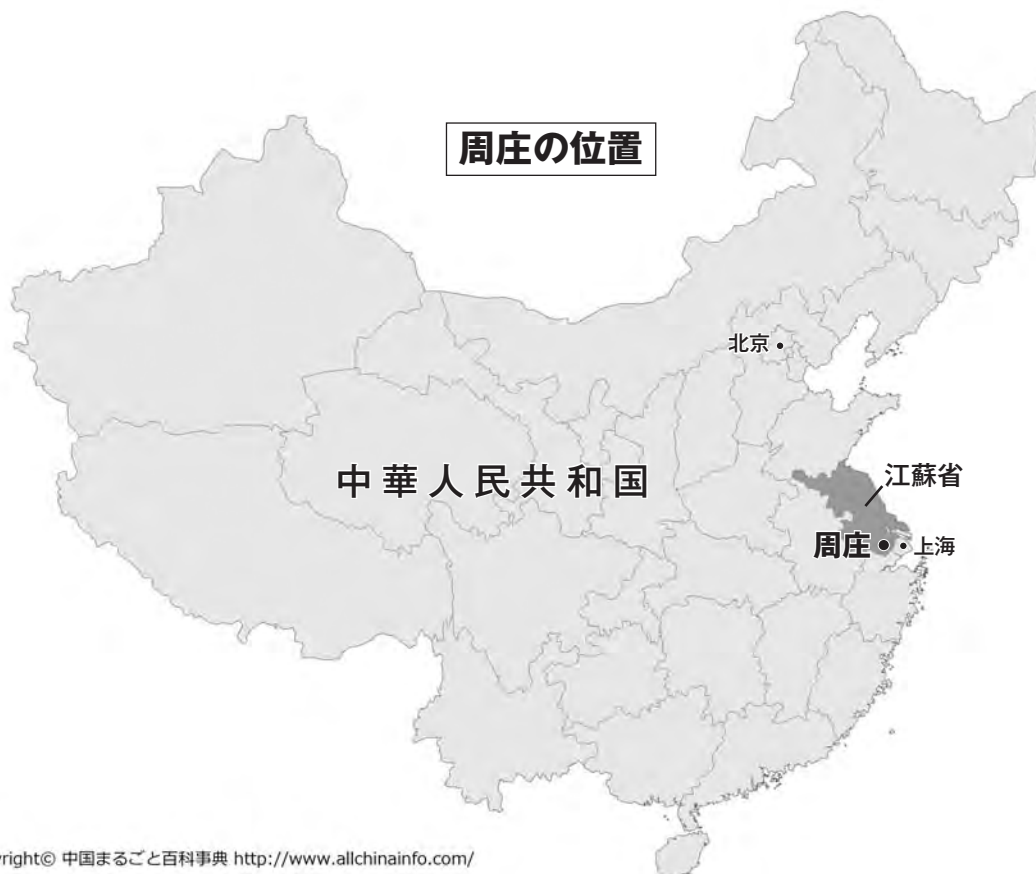 周庄の位置
北京
中華人民共和国
江蘇省
周庄
上海
right© 中国まるごと百科事典 http://www.allchinainfo.com/